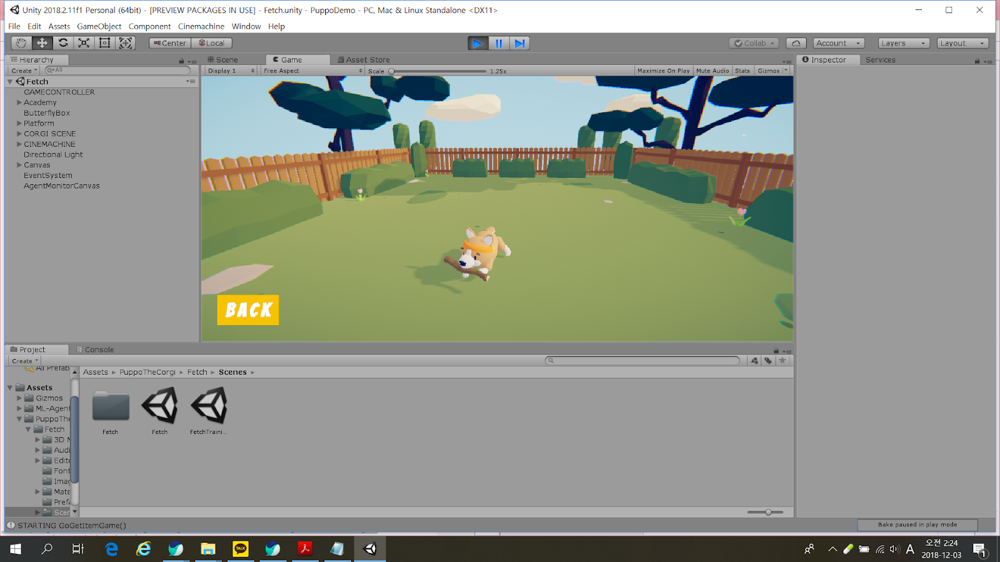 Unity 2018.2.11f1 Personal (64bit) - [PREVIEW PACKAGES IN USE] - Fetch.unity - PuppoDemo - PC, Mac & Linux Standalone <DX11>
File Edit Assets GameObject Component Cinemachine Window Help
Center Local Collab Account Layers Layout
Hierarchy Scene Game Asset Store Inspector Services
Create All Display 1 Free Aspect Scale 1.25x Maximize On Play Mute Audio Stats Gizmos
Fetch
GAMECONTROLLER
Academy
ButterflyBox
Platform
CORGI SCENE
CINEMACHINE
Directional Light
Canvas
EventSystem
AgentMonitorCanvas
BACK
Project Console
Create
All Prefab
Assets PuppoTheCorgi Fetch Scenes
Assets
Gizmos
ML-Agent
PuppoThe
Fetch
3D M
Audi
Edito
Font
Imag
Mate
Prefa
Scen
Fetch Fetch FetchTraini...
STARTING GoGetItemGame()
Bake paused in play mode
TALK
A
오전 2:24
2018-12-03
1